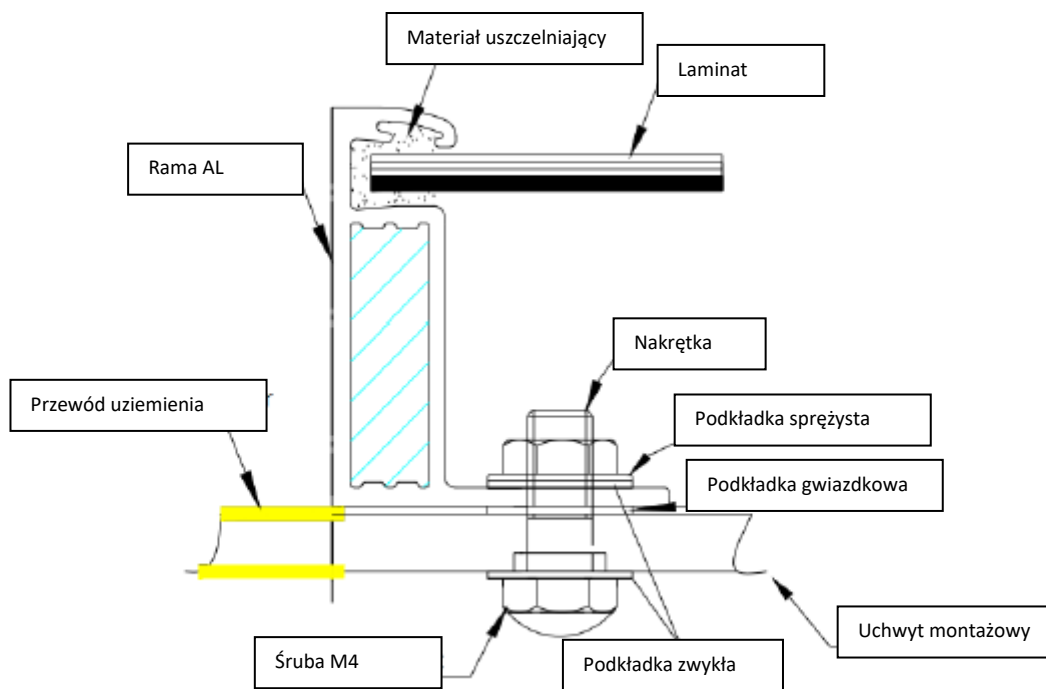 Materiał uszczelniający
Laminat
Rama AL
Nakrętka
Przewód uziemienia
Podkładka sprężysta
Podkładka gwiazdkowa
Uchwyt montażowy
Śruba M4
Podkładka zwykła